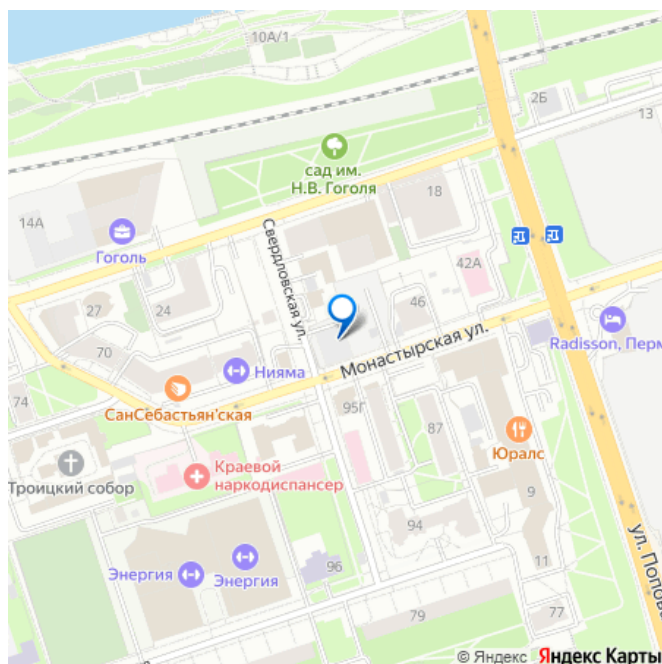 10А/1
2Б
13
сад им.
Н.В. Гоголя
18
14А
Гоголь
Свердловская ул.
42А
27
24
46
Монастырская ул.
Radisson, Перм
70
Нияма
74
СанСебастьян'ская
95Г
87
Юралс
Троицкий собор
Краевой
наркодиспансер
9
94
Энергия
Энергия
96
11
ул. Попова
79
77
© Яндекс Яндекс Карты